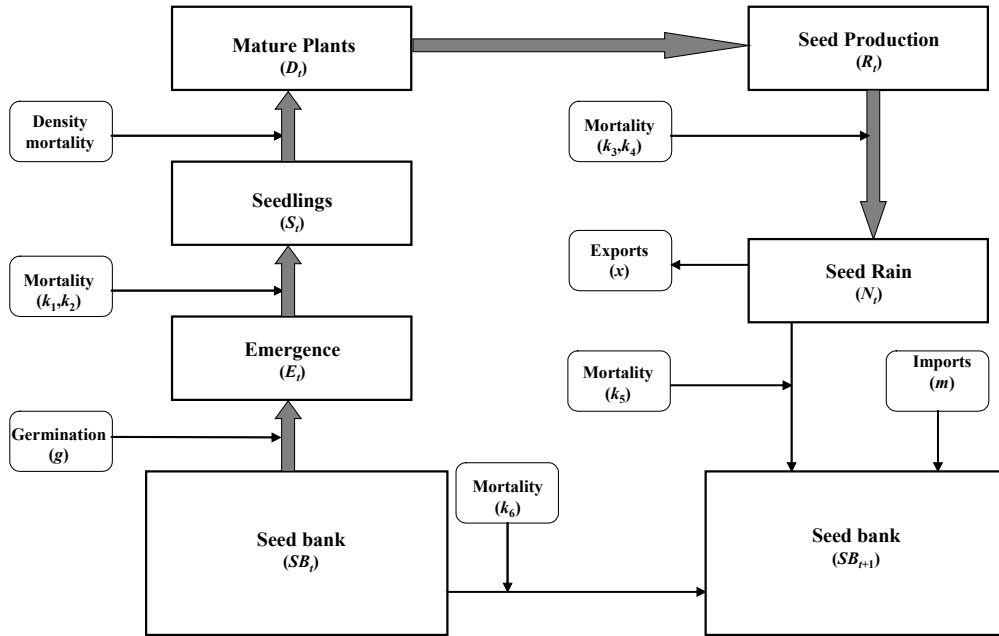 Mature Plants
(Dₜ)
Seed Production
(Rₜ)
Density
mortality
Mortality
(k₃,k₄)
Seedlings
(Sₜ)
Exports
(x)
Seed Rain
(Nₜ)
Mortality
(k₁,k₂)
Emergence
(Eₜ)
Mortality
(k₅)
Imports
(m)
Germination
(g)
Mortality
(k₆)
Seed bank
(SBₜ)
Seed bank
(SBₜ₊₁)